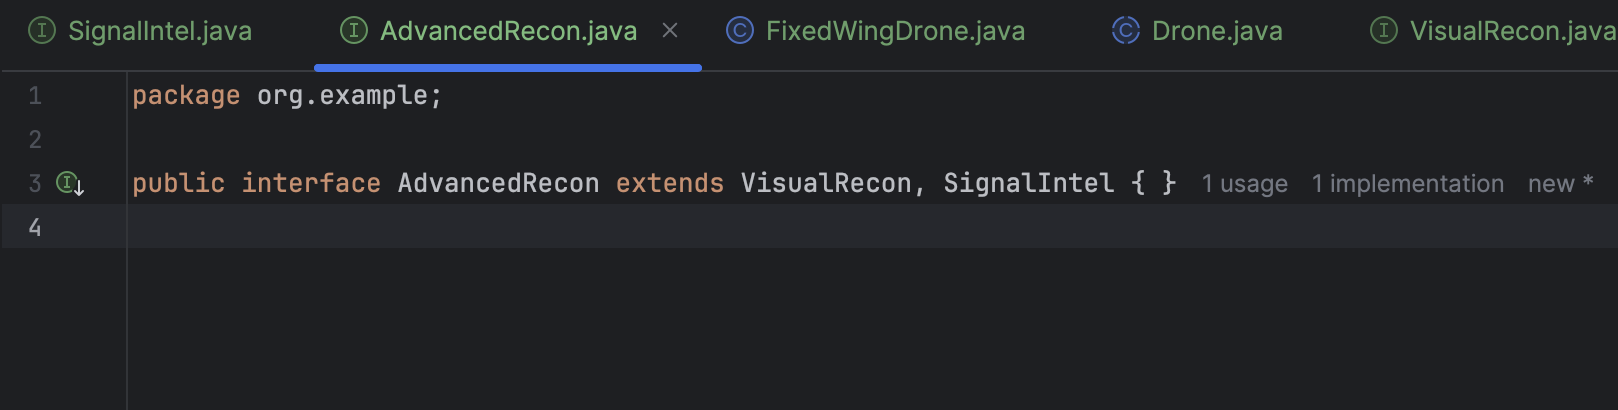 SignalIntel.java AdvancedRecon.java FixedWingDrone.java Drone.java VisualRecon.java
1 package org.example;
2
3 public interface AdvancedRecon extends VisualRecon, SignalIntel { } 1 usage 1 implementation new *
4